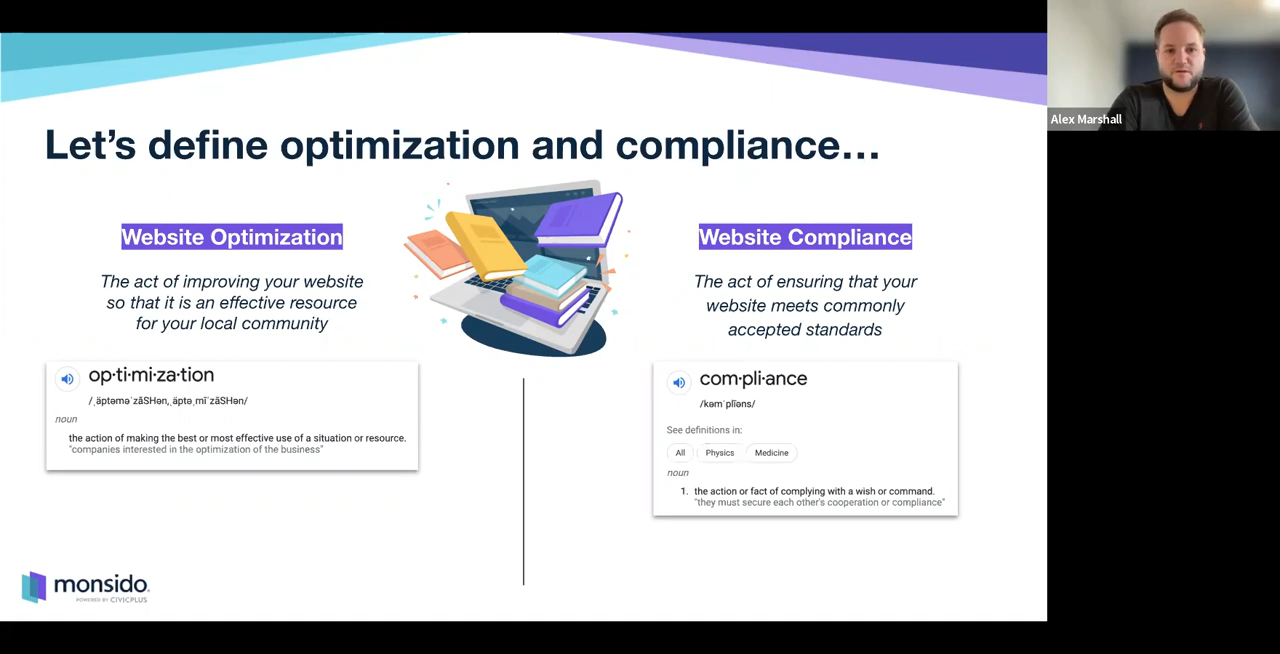 Let's define optimization and compliance…
Website Optimization
The act of improving your website
so that it is an effective resource
for your local community
op·ti·mi·za·tion
/ˌäptəməˈzāSHən,ˌäptəˌmīˈzāSHən/
noun
the action of making the best or most effective use of a situation or resource.
"companies interested in the optimization of the business"
Website Compliance
The act of ensuring that your
website meets commonly
accepted standards
com·pli·ance
/kəmˈplīəns/
See definitions in:
All Physics Medicine
noun
1. the action or fact of complying with a wish or command.
"they must secure each other's cooperation or compliance"
monsido
POWERED BY CIVICPLUS
Alex Marshall